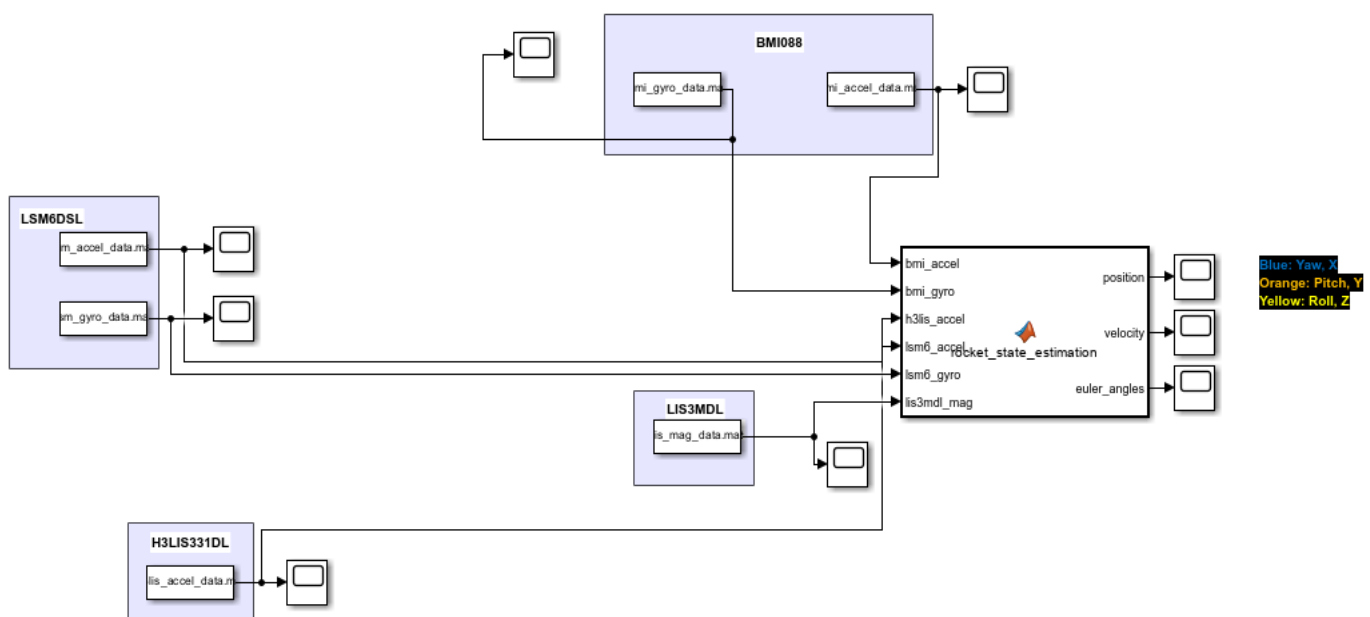 BMI088
mi_gyro_data.ma
mi_accel_data.m
LSM6DSL
m_accel_data.ma
sm_gyro_data.ma
bmi_accel
bmi_gyro
h3lis_accel
lsm6_accel
lsm6_gyro
lis3mdl_mag
rocket_state_estimation
position
velocity
euler_angles
Blue: Yaw, X
Orange: Pitch, Y
Yellow: Roll, Z
LIS3MDL
is_mag_data.ma
H3LIS331DL
lis_accel_data.m